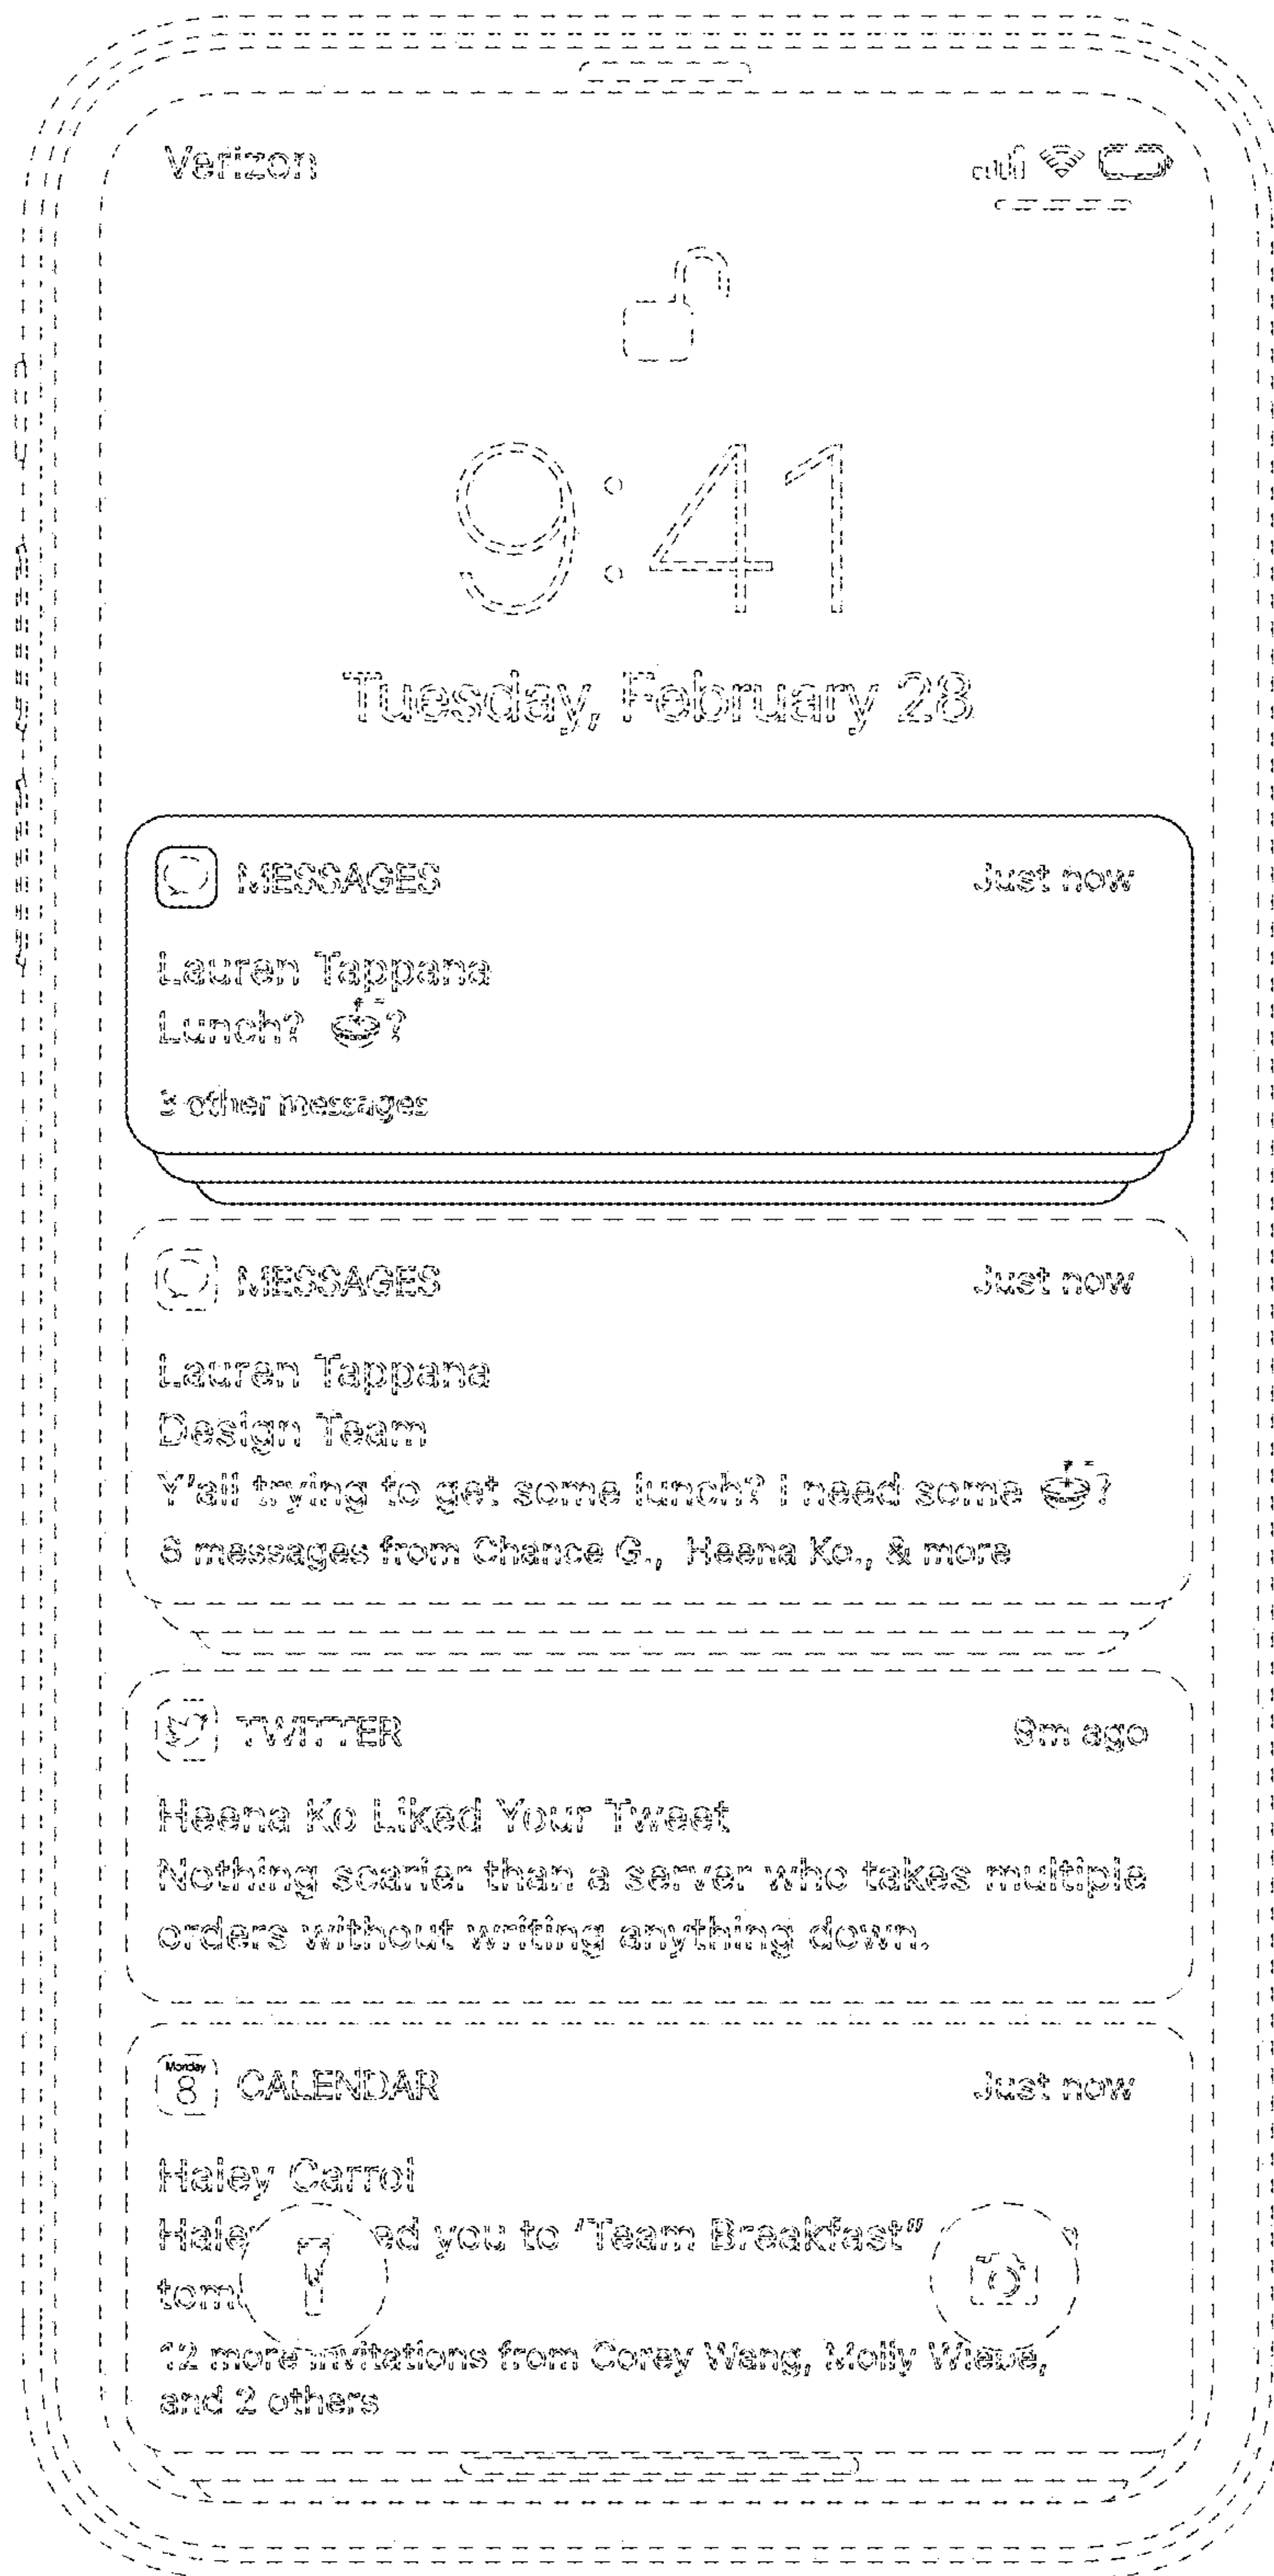 Verizon
9:41
Tuesday, February 28
MESSAGES Just now
Lauren Tappana
Lunch? ?
3 other messages
MESSAGES Just now
Lauren Tappana
Design Team
Y'all trying to get some lunch? I need some ?
6 messages from Chance G., Heena Ko., & more
TWITTER 9m ago
Heena Ko Liked Your Tweet
Nothing scarier than a server who takes multiple
orders without writing anything down.
Monday
8 CALENDAR Just now
Haley Carrol
ed you to "Team Breakfast"
12 more invitations from Corey Wang, Molly Wiebe,
and 2 others